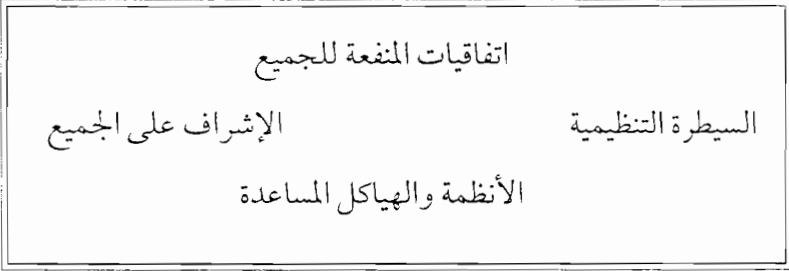 اتفاقيات المنفعة للجميع
السيطرة التنظيمية الإشراف على الجميع
الأنظمة والهياكل المساعدة